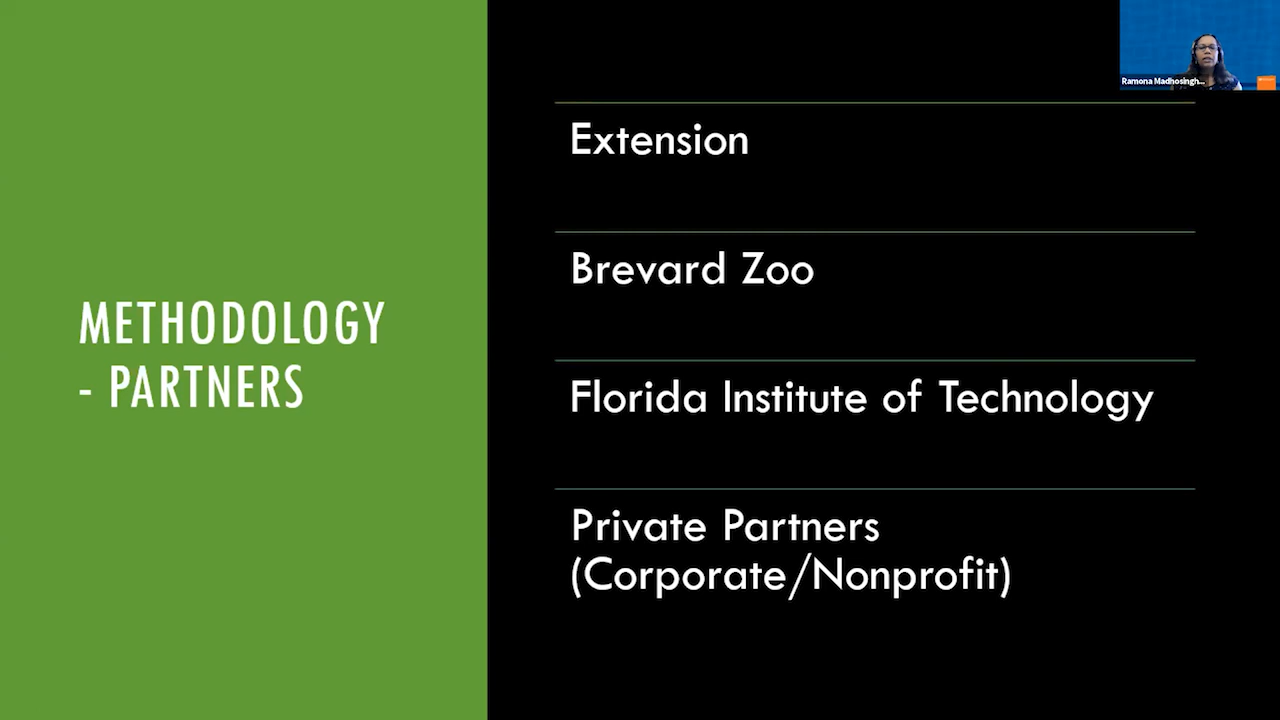 METHODOLOGY
- PARTNERS
Extension
Brevard Zoo
Florida Institute of Technology
Private Partners
(Corporate/Nonprofit)
Ramona Madhosingh...